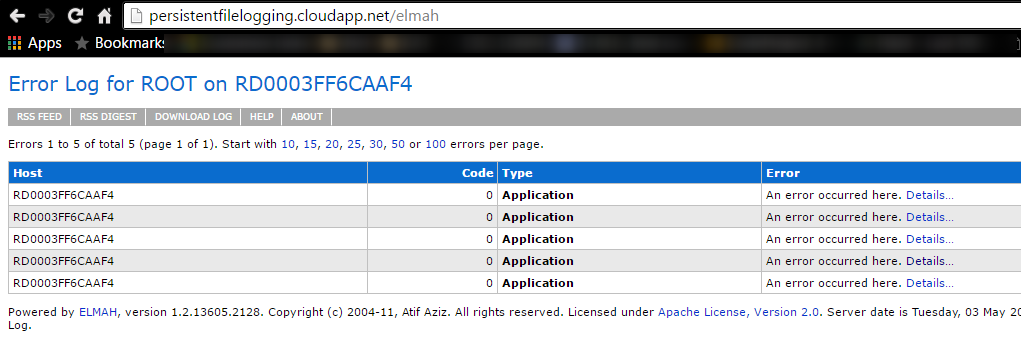 persistentfilelogging.cloudapp.net/elmah
Apps Bookmarks
Error Log for ROOT on RD0003FF6CAAF4
RSS FEED RSS DIGEST DOWNLOAD LOG HELP ABOUT
Errors 1 to 5 of total 5 (page 1 of 1). Start with 10, 15, 20, 25, 30, 50 or 100 errors per page.
Host Code Type Error
RD0003FF6CAAF4 0 Application An error occurred here. Details...
RD0003FF6CAAF4 0 Application An error occurred here. Details...
RD0003FF6CAAF4 0 Application An error occurred here. Details...
RD0003FF6CAAF4 0 Application An error occurred here. Details...
RD0003FF6CAAF4 0 Application An error occurred here. Details...
Powered by ELMAH, version 1.2.13605.2128. Copyright (c) 2004-11, Atif Aziz. All rights reserved. Licensed under Apache License, Version 2.0. Server date is Tuesday, 03 May
Log.